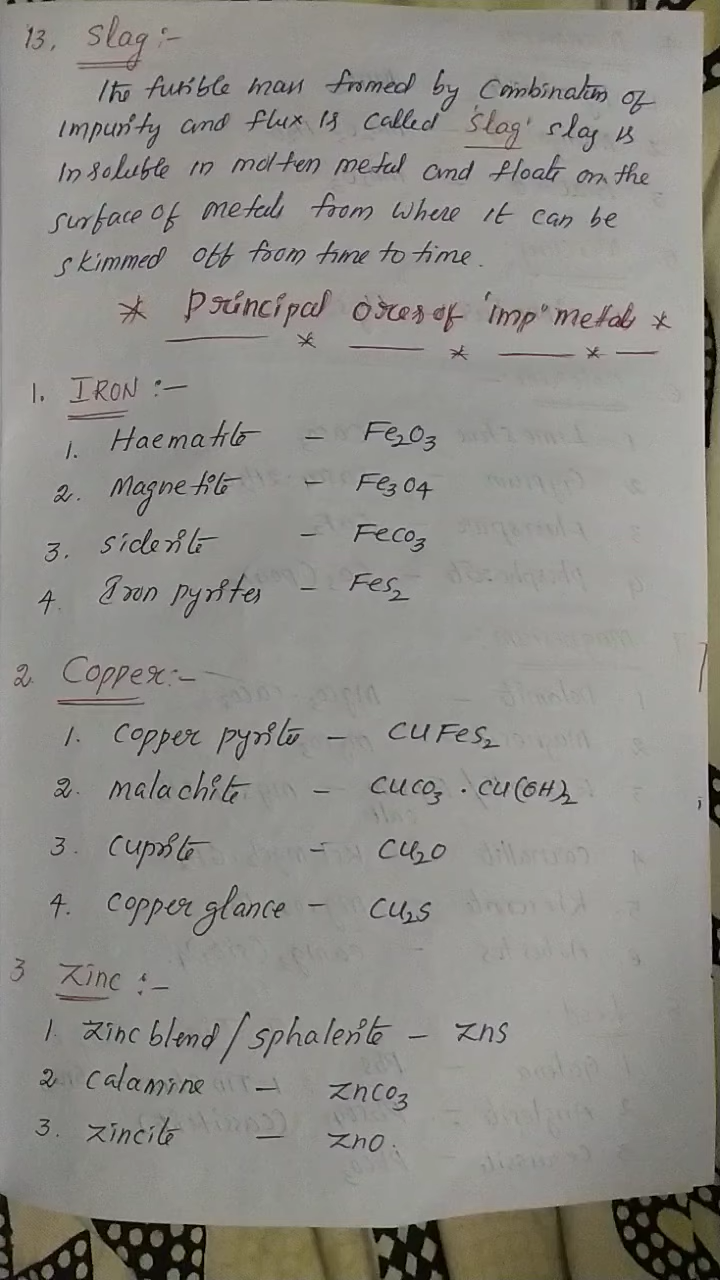 13. Slag :-
The fusible mass fromed by Combination of
impurity and flux is called 'slag' slag is
insoluble in molten metal and floats on the
surface of metals from where it can be
skimmed off from time to time.
* Principal ores of 'imp" metals *
1. IRON :-
1. Haematite - Fe2O3
2. Magnetite - Fe3O4
3. siderite - FeCO3
4. Iron pyrites - FeS2
2. Copper:-
1. Copper pyrite - CuFeS2
2. malachite - CuCO3 . Cu(OH)2
3. cuprite - Cu2O
4. copper glance - Cu2S
3 Zinc :-
1. Zinc blend / sphalerite - ZnS
2 calamine - ZnCO3
3. zincite - ZnO.